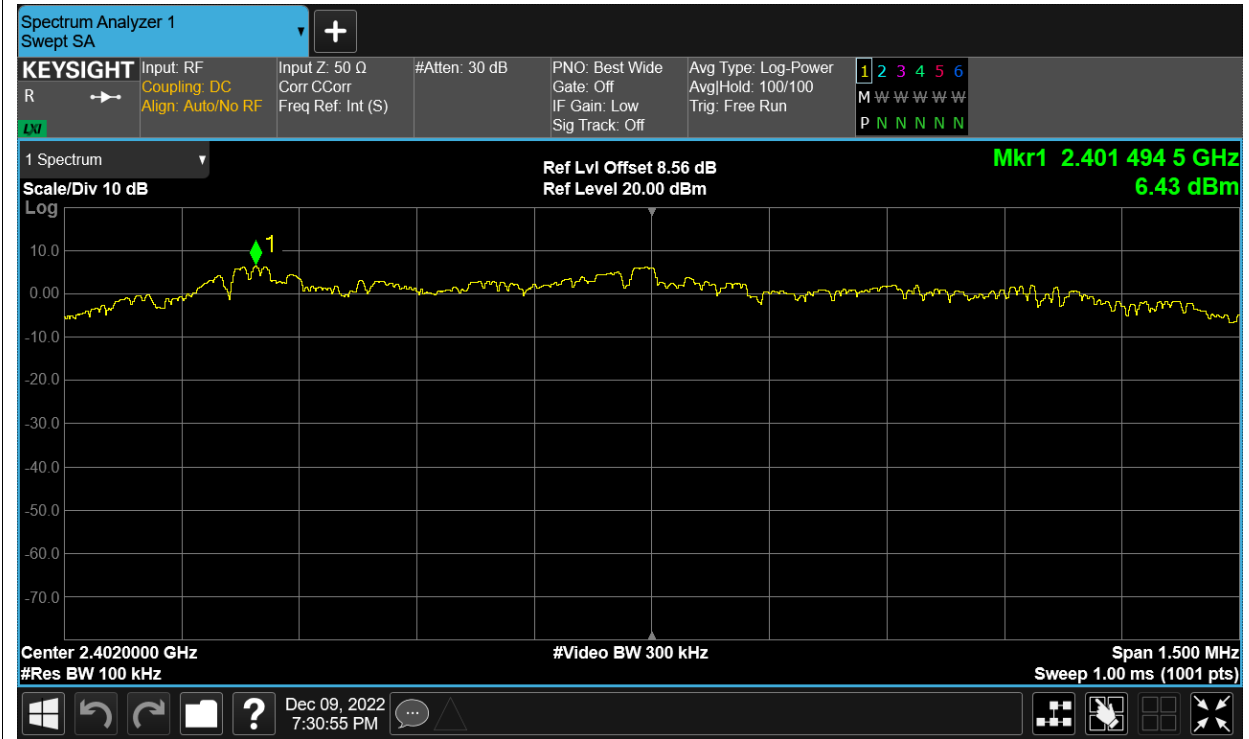 Spectrum Analyzer 1
Swept SA
KEYSIGHT
R
LXI
Input: RF
Coupling: DC
Align: Auto/No RF
Input Z: 50 Ω
Corr CCorr
Freq Ref: Int (S)
#Atten: 30 dB
PNO: Best Wide
Gate: Off
IF Gain: Low
Sig Track: Off
Avg Type: Log-Power
Avg|Hold: 100/100
Trig: Free Run
1 2 3 4 5 6
M W W W W W
P N N N N N
1 Spectrum
Scale/Div 10 dB
Log
Ref Lvl Offset 8.56 dB
Ref Level 20.00 dBm
Mkr1 2.401 494 5 GHz
6.43 dBm
1
10.0
0.00
-10.0
-20.0
-30.0
-40.0
-50.0
-60.0
-70.0
Center 2.4020000 GHz
#Res BW 100 kHz
#Video BW 300 kHz
Span 1.500 MHz
Sweep 1.00 ms (1001 pts)
?
Dec 09, 2022
7:30:55 PM